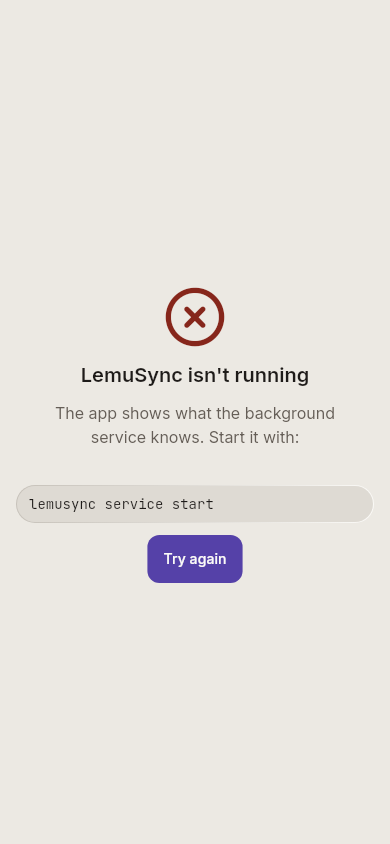 LemuSync isn't running
The app shows what the background
service knows. Start it with:
lemusync service start
Try again